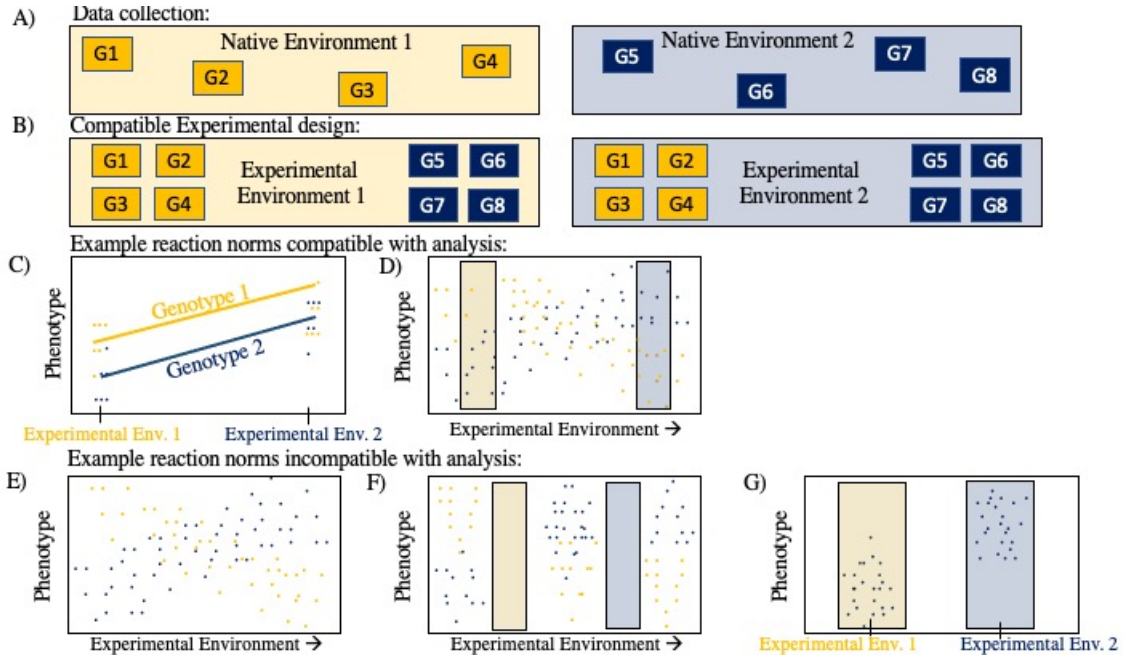 A) Data collection:
Native Environment 1
G1
G2
G3
G4
Native Environment 2
G5
G6
G7
G8
B) Compatible Experimental design:
G1 G2
G3 G4
Experimental
Environment 1
G5 G6
G7 G8
G1 G2
G3 G4
Experimental
Environment 2
G5 G6
G7 G8
Example reaction norms compatible with analysis:
C)
Phenotype
Genotype 1
Genotype 2
Experimental Env. 1
Experimental Env. 2
D)
Phenotype
Experimental Environment →
Example reaction norms incompatible with analysis:
E)
Phenotype
Experimental Environment →
F)
Phenotype
Experimental Environment →
G)
Phenotype
Experimental Env. 1
Experimental Env. 2